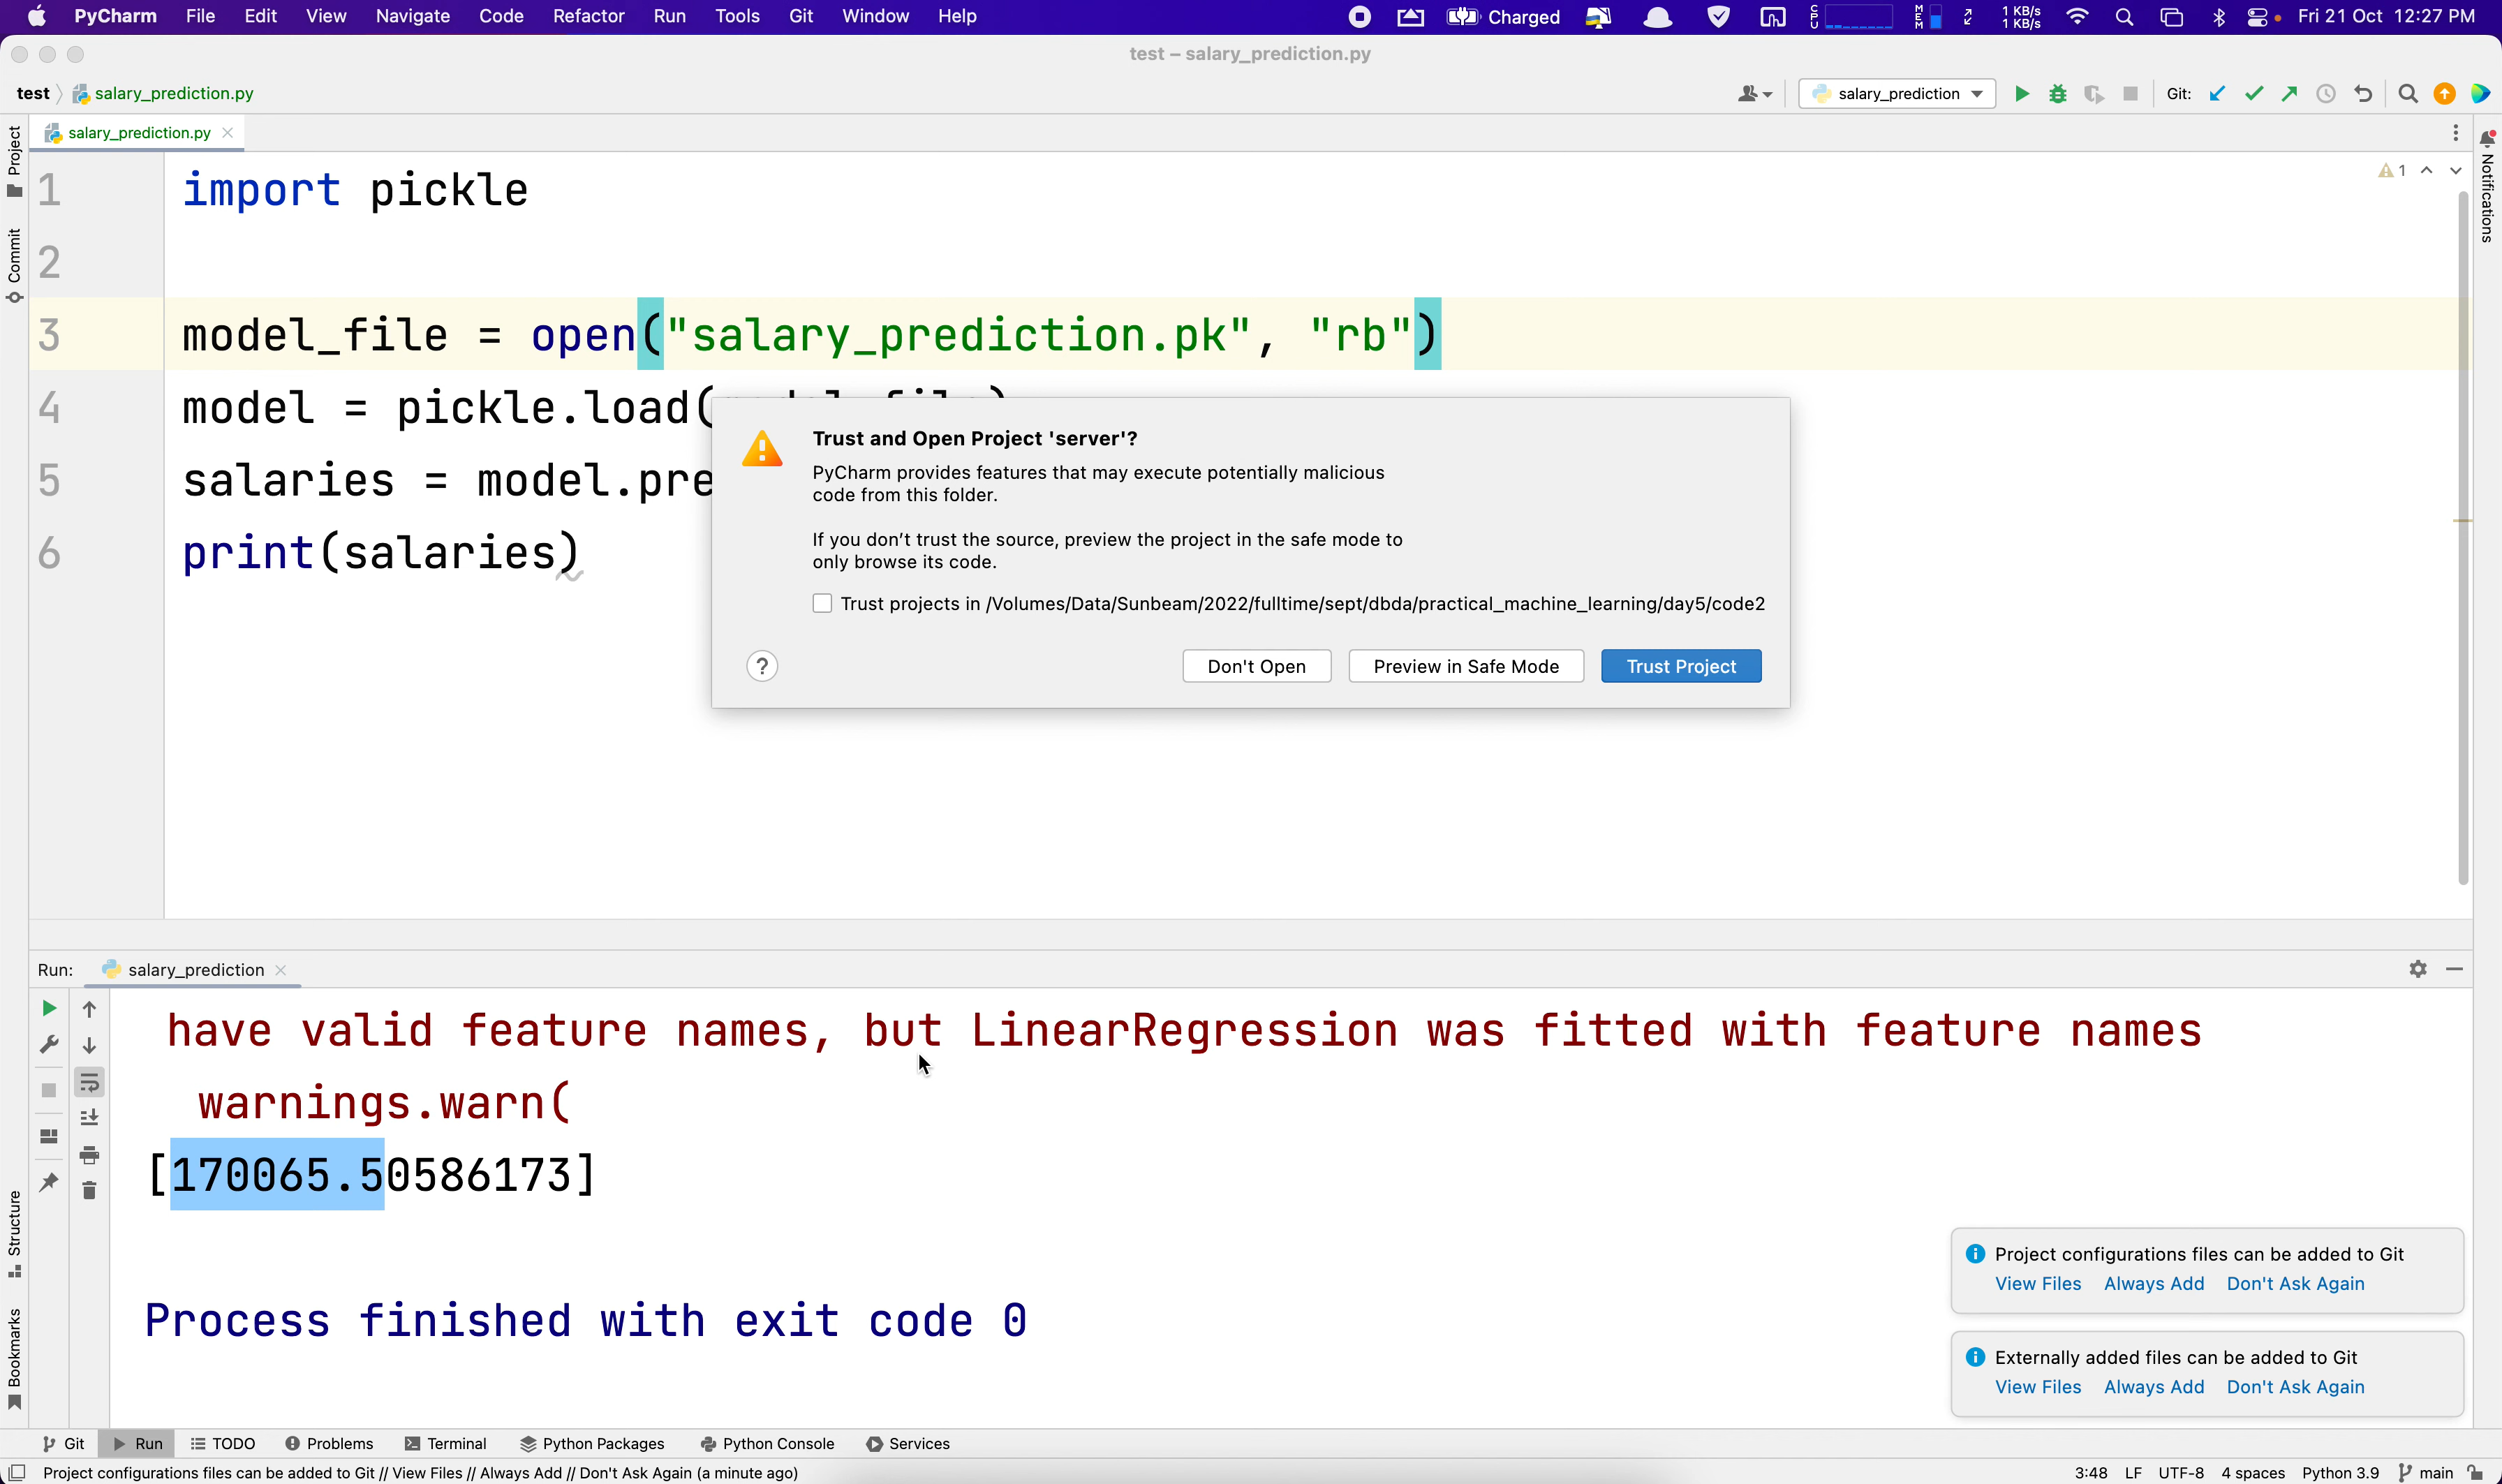 PyCharm File Edit View Navigate Code Refactor Run Tools Git Window Help Charged CPU MEM 1 KB/s 1 KB/s Fri 21 Oct 12:27 PM
test – salary_prediction.py
test salary_prediction.py salary_prediction Git:
salary_prediction.py
Project
Commit
Structure
Bookmarks
Notifications
1
1 import pickle
2
3 model_file = open("salary_prediction.pk", "rb")
4 model = pickle.load(
5 salaries = model.pre
6 print(salaries)
Trust and Open Project 'server'?
PyCharm provides features that may execute potentially malicious
code from this folder.
If you don't trust the source, preview the project in the safe mode to
only browse its code.
Trust projects in /Volumes/Data/Sunbeam/2022/fulltime/sept/dbda/practical_machine_learning/day5/code2
? Don't Open Preview in Safe Mode Trust Project
Run: salary_prediction
have valid feature names, but LinearRegression was fitted with feature names
warnings.warn(
[170065.50586173]
Process finished with exit code 0
Project configurations files can be added to Git
View Files Always Add Don't Ask Again
Externally added files can be added to Git
View Files Always Add Don't Ask Again
Git Run TODO Problems Terminal Python Packages Python Console Services
Project configurations files can be added to Git // View Files // Always Add // Don't Ask Again (a minute ago) 3:48 LF UTF-8 4 spaces Python 3.9 main